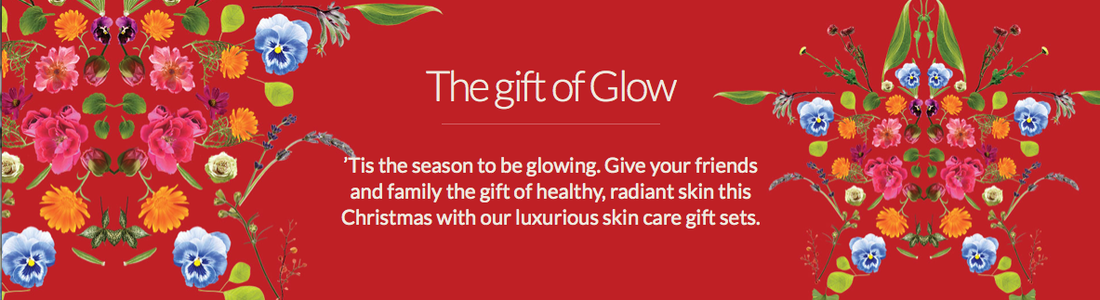 The gift of Glow
’Tis the season to be glowing. Give your friends
and family the gift of healthy, radiant skin this
Christmas with our luxurious skin care gift sets.